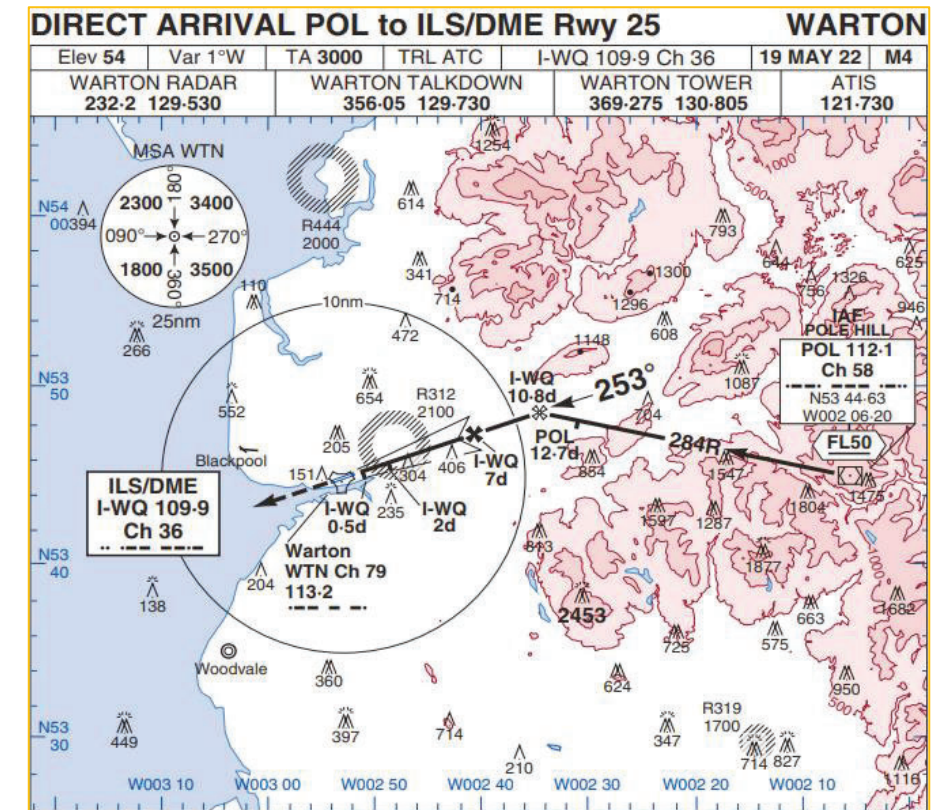 DIRECT ARRIVAL POL to ILS/DME Rwy 25 WARTON
Elev 54 Var 1°W TA 3000 TRL ATC I-WQ 109·9 Ch 36 19 MAY 22 M4
WARTON RADAR WARTON TALKDOWN WARTON TOWER ATIS
232·2 129·530 356·05 129·730 369·275 130·805 121·730
MSA WTN
180°
2300 3400
090° 270°
1800 3500
360°
25nm
1254
1000
500
N54
00
394
R444
2000
614
793
644
625
341
756
1326
1300
714
1296
946
110
10nm
IAF
POLE HILL
POL 112·1
Ch 58
N53 44·63
W002 06·20
FL50
266
472
608
1148
1087
N53
50
552
654
R312
2100
I-WQ
10·8d
253°
704
205
POL
12·7d
284R
Blackpool
151
304
406
I-WQ
7d
884
1547
1475
ILS/DME
I-WQ 109·9
Ch 36
I-WQ
0·5d
235
I-WQ
2d
1597
1287
1804
Warton
WTN Ch 79
113·2
813
1877
1000
N53
40
138
204
2453
663
1682
725
575
Woodvale
360
624
950
500
R319
1700
N53
30
449
397
714
347
714
827
210
1116
W003 10 W003 00 W002 50 W002 40 W002 30 W002 20 W002 10